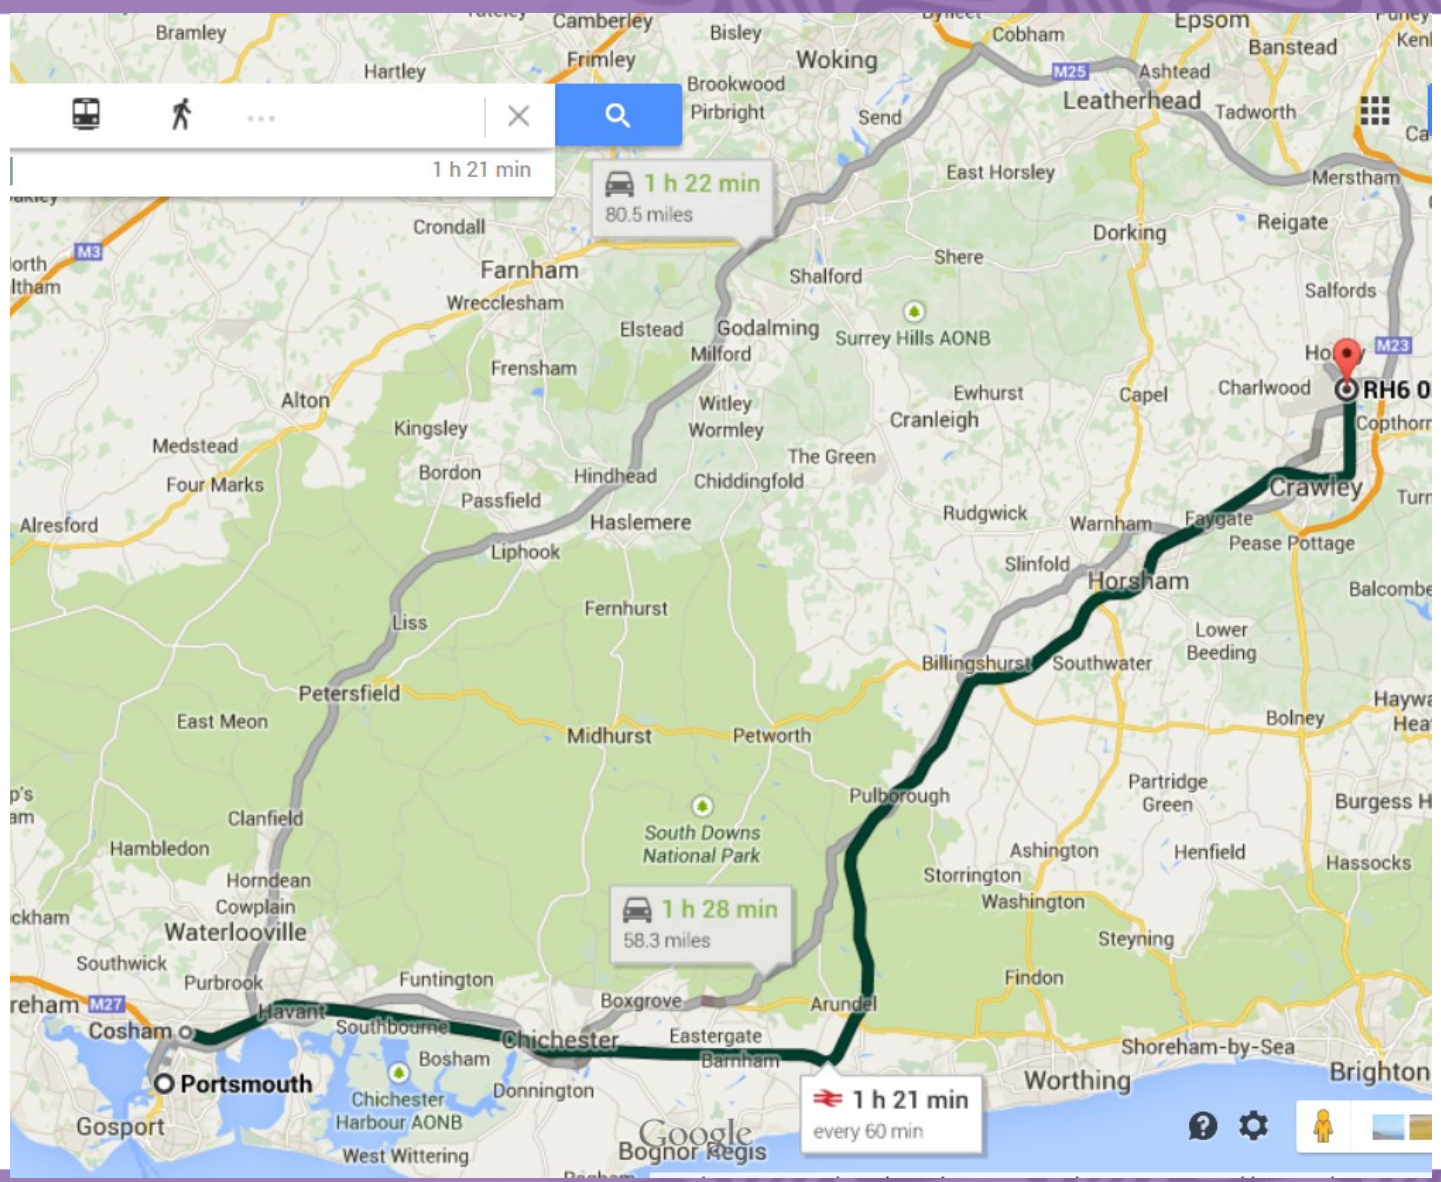 Camberley
Bramley
Bisley
Cobham
Epsom
Banstead
Frimley
Woking
Hartley
Brookwood
M25
Ashtead
Pirbright
Send
Leatherhead
Tadworth
1 h 21 min
1 h 22 min
80.5 miles
East Horsley
Merstham
Crondall
Reigate
M3
Dorking
Farnham
Shere
Shalford
Wrecclesham
Salfords
Elstead
Godalming
Surrey Hills AONB
Milford
M23
Frensham
Charlwood
RH6 0
Alton
Witley
Ewhurst
Capel
Kingsley
Wormley
Cranleigh
Medstead
The Green
Bordon
Hindhead
Chiddingfold
Four Marks
Passfield
Crawley
Alresford
Haslemere
Rudgwick
Warnham
Faygate
Liphook
Pease Pottage
Slinfold
Horsham
Fernhurst
Liss
Lower
Beeding
Billingshurst
Southwater
Petersfield
East Meon
Bolney
Midhurst
Petworth
Partridge
Green
Pulborough
Clanfield
South Downs
National Park
Hambledon
Ashington
Henfield
Hassocks
Horndean
Storrington
Cowplain
Washington
1 h 28 min
58.3 miles
Waterlooville
Steyning
Southwick
Purbrook
Funtington
Findon
Boxgrove
Arundel
M27
Havant
Cosham
Southbourne
Chichester
Eastergate
Bosham
Barnham
Shoreham-by-Sea
Portsmouth
Donnington
Worthing
Brighton
Chichester
Harbour AONB
1 h 21 min
every 60 min
Gosport
Google
Bognor Regis
West Wittering